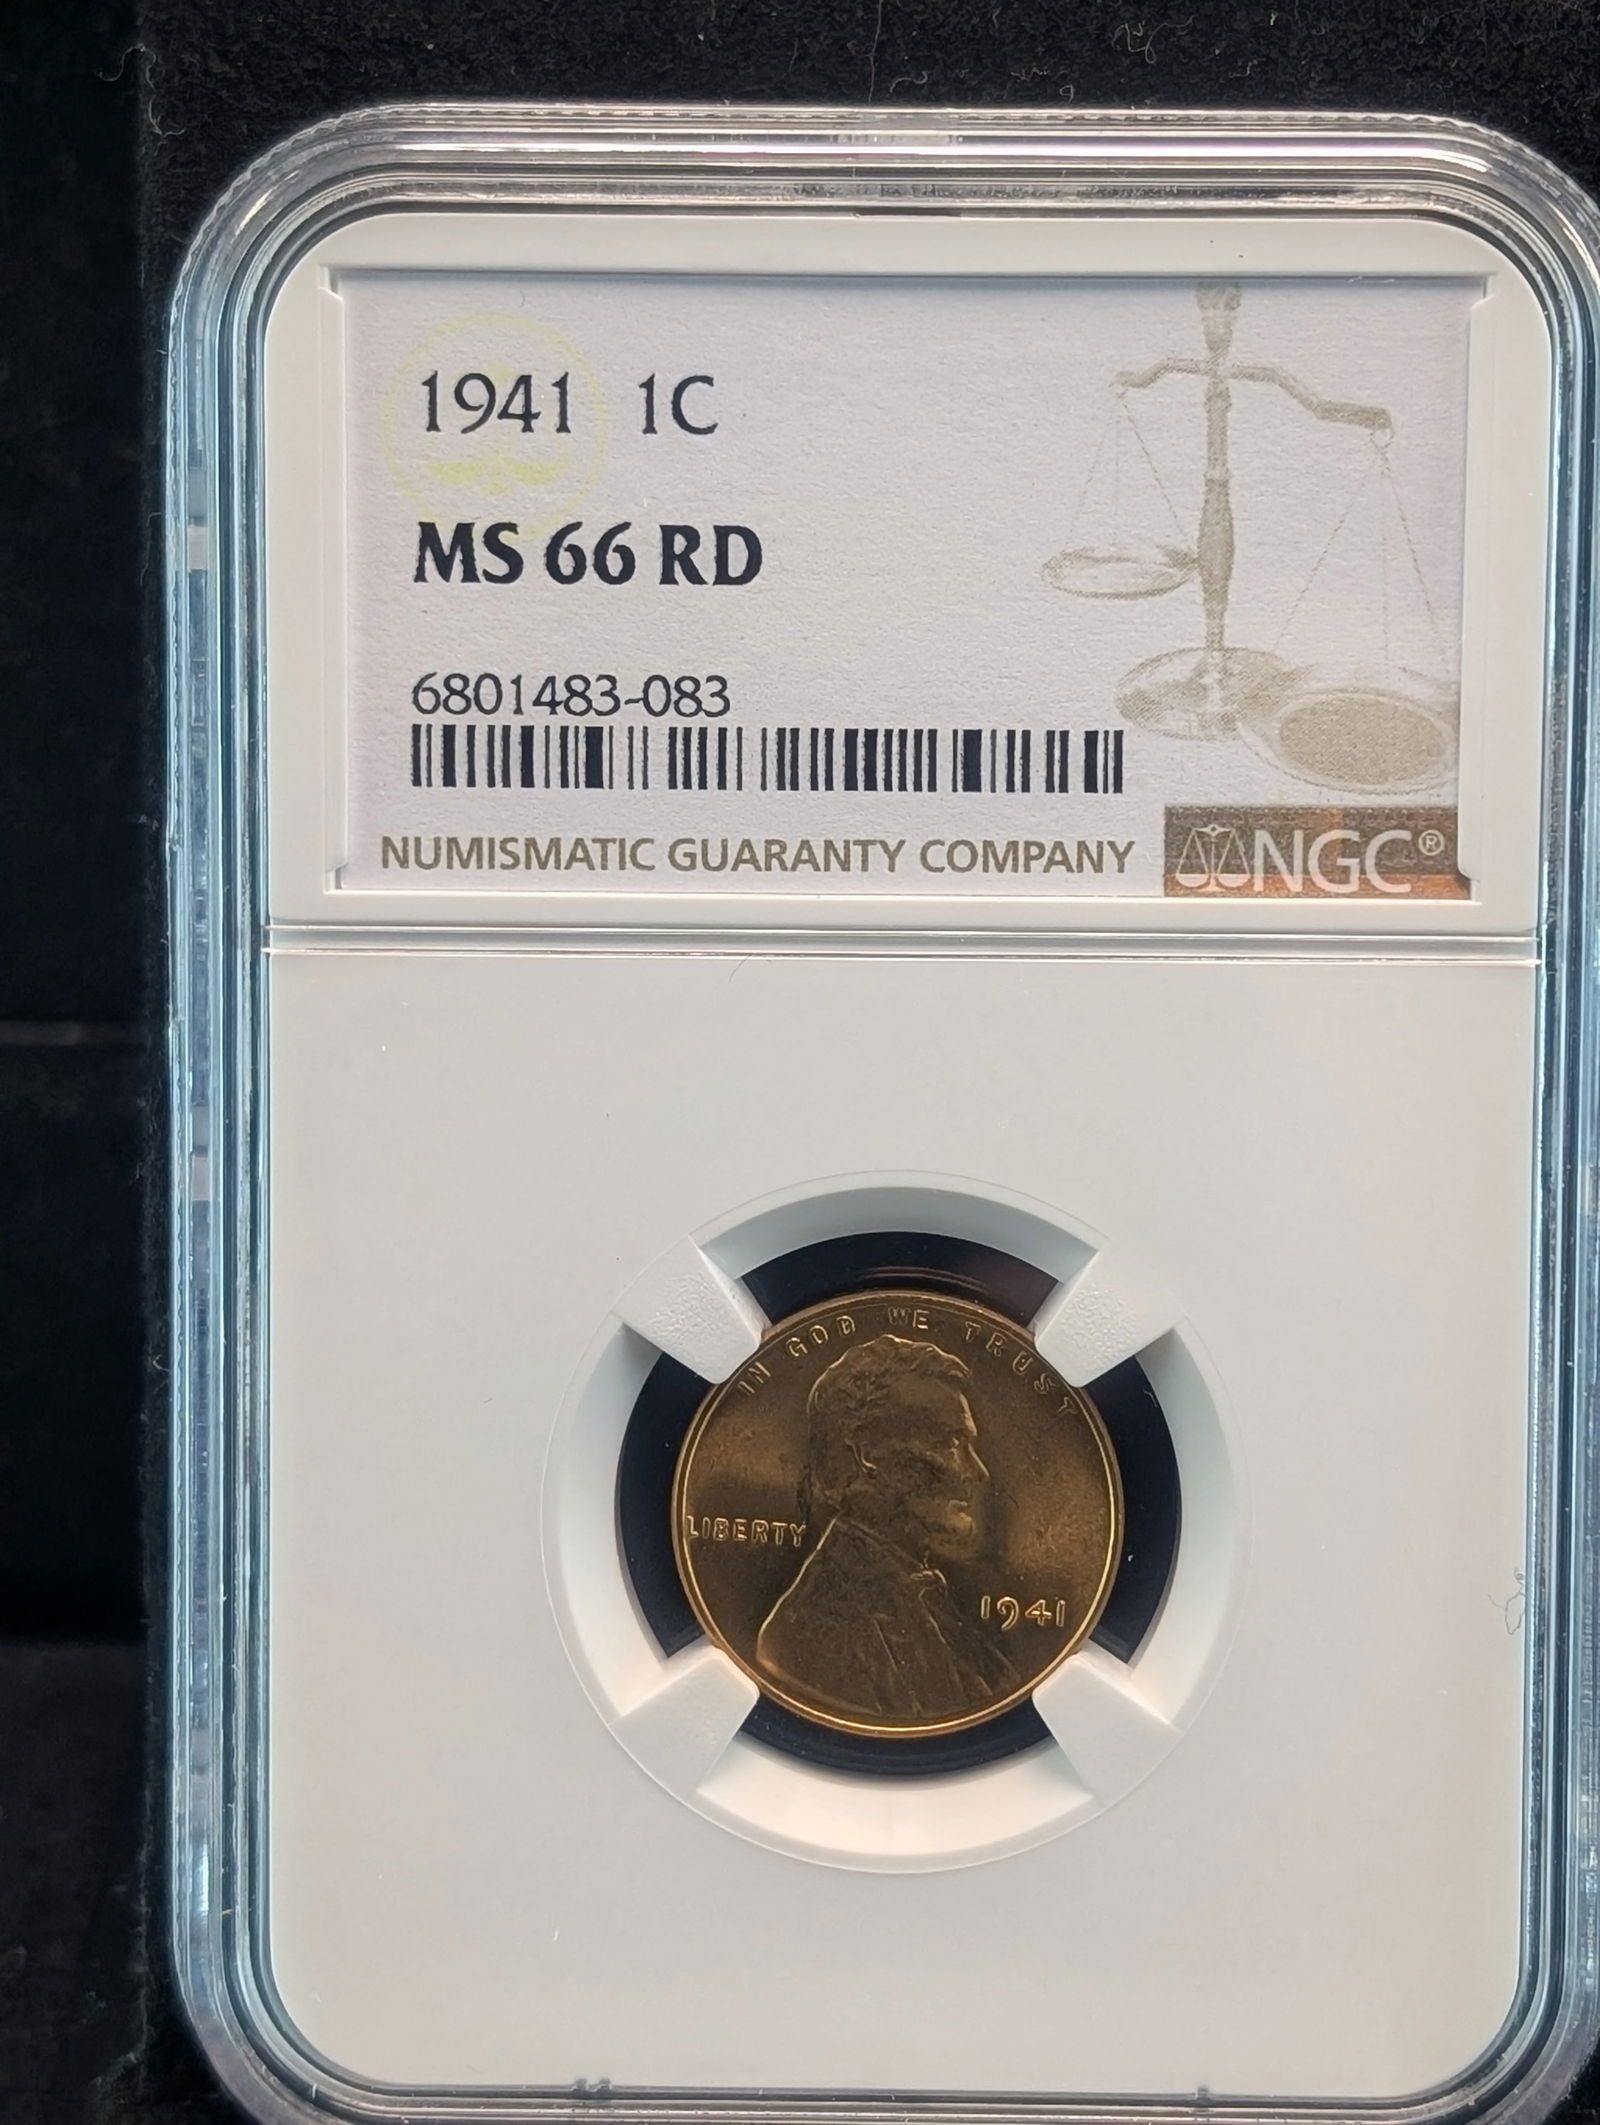 1941 1C
MS 66 RD
6801483-083
NUMISMATIC GUARANTY COMPANY NGC®
IN GOD WE TRUST
LIBERTY
1941